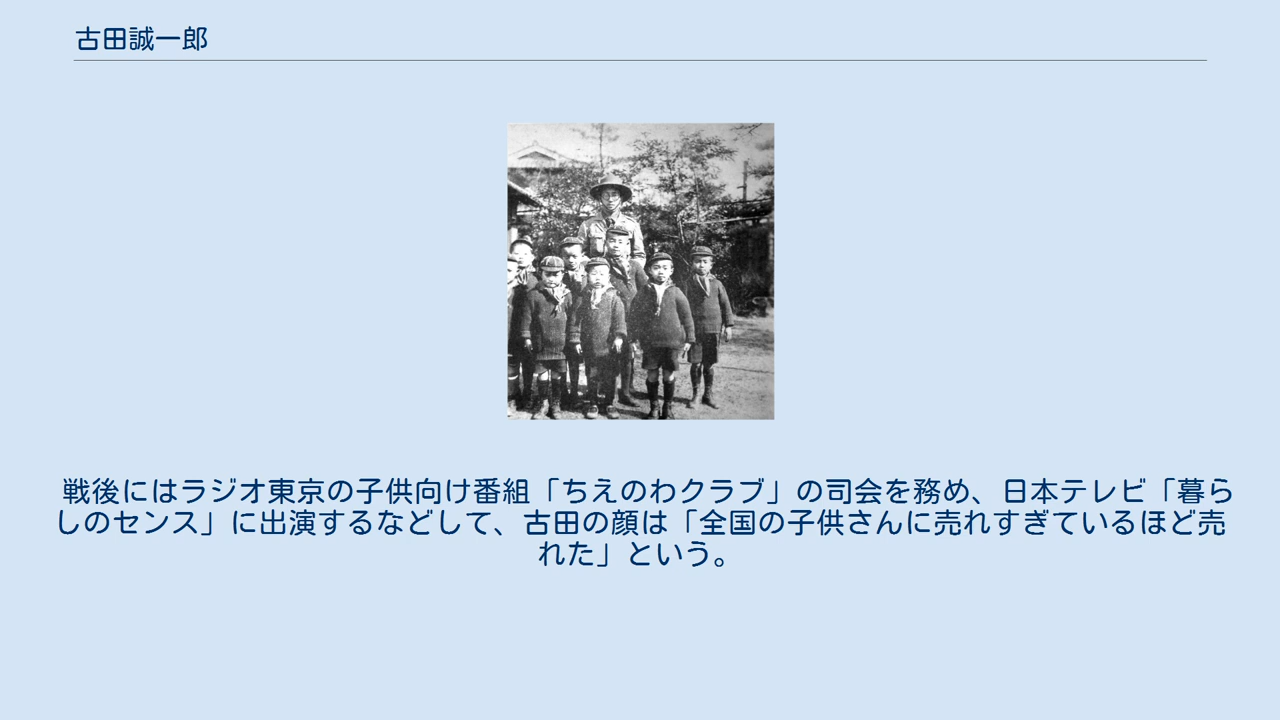 古田誠一郎
戦後にはラジオ東京の子供向け番組「ちえのわクラブ」の司会を務め、日本テレビ「暮ら
しのセンス」に出演するなどして、古田の顔は「全国の子供さんに売れすぎているほど売
れた」という。